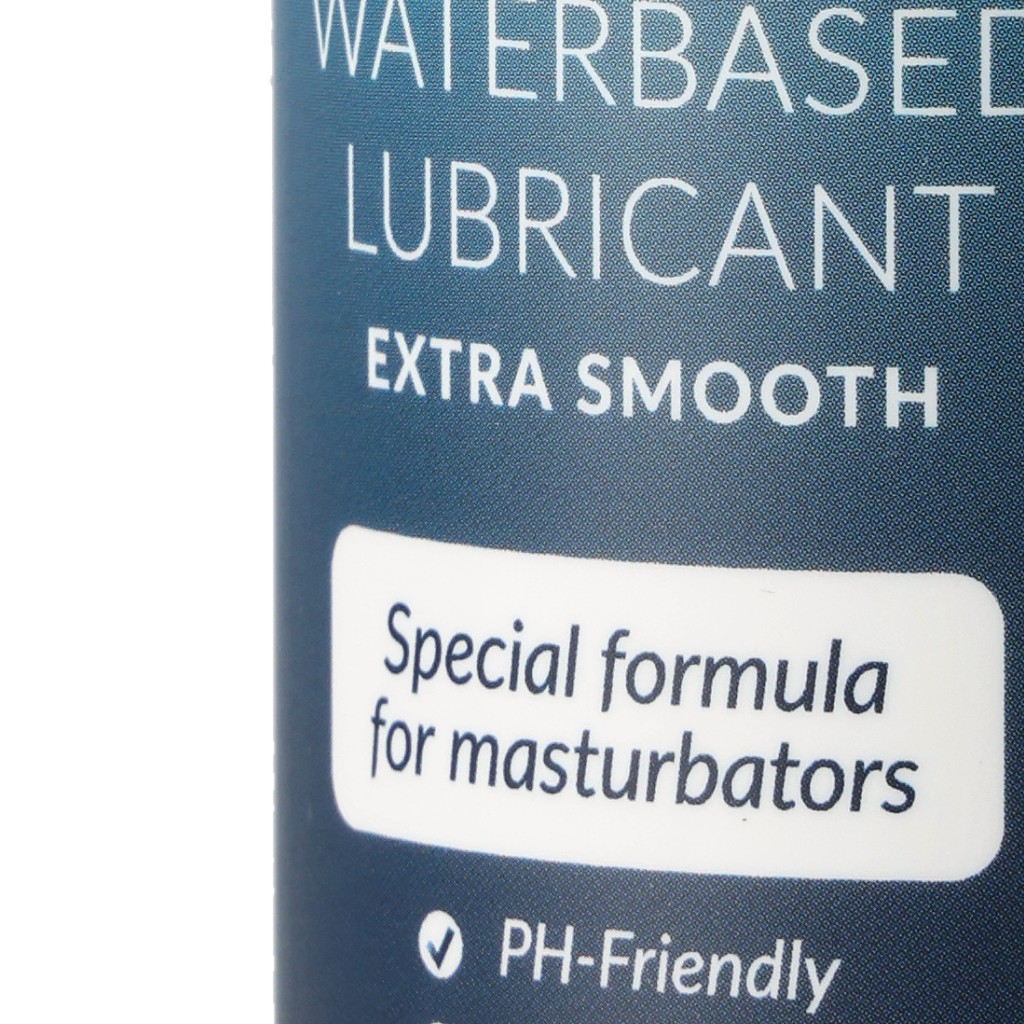 WATERBASED
LUBRICANT
EXTRA SMOOTH
Special formula
for masturbators
PH-Friendly